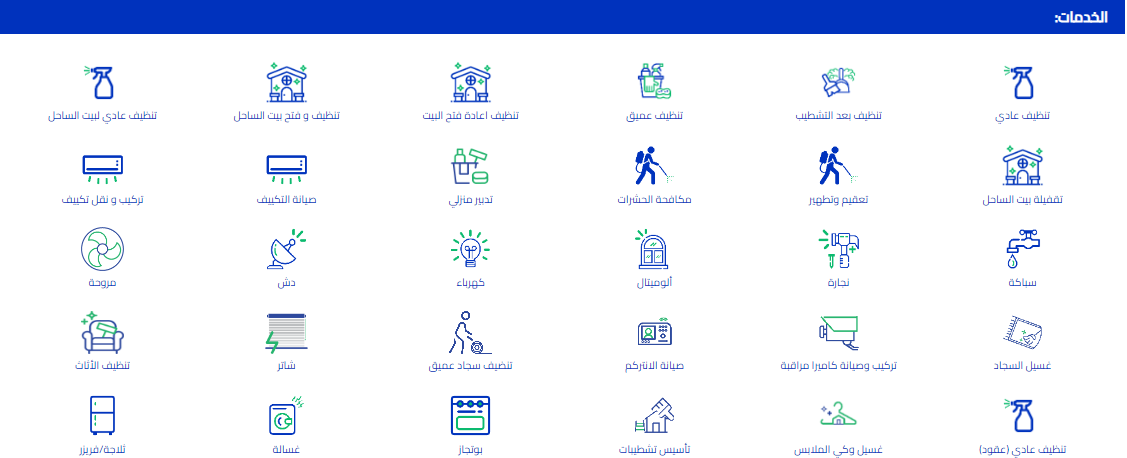 الخدمات:
تنظيف عادي
تنظيف بعد التشطيب
تنظيف عميق
تنظيف اعادة فتح البيت
تنظيف و فتح بيت الساحل
تنظيف عادي لبيت الساحل
تقفيلة بيت الساحل
تعقيم وتطهير
مكافحة الحشرات
تدبير منزلي
صيانة التكييف
تركيب و نقل تكييف
سباكة
نجارة
ألوميتال
كهرباء
دش
مروحة
غسيل السجاد
تركيب وصيانة كاميرا مراقبة
صيانة الانتركم
تنضيف سجاد عميق
شاتر
تنظيف الأثاث
تنظيف عادي (عقود)
غسيل وكي الملابس
تأسيس تشطيبات
بوتجاز
غسالة
ثلاجة/فريزر